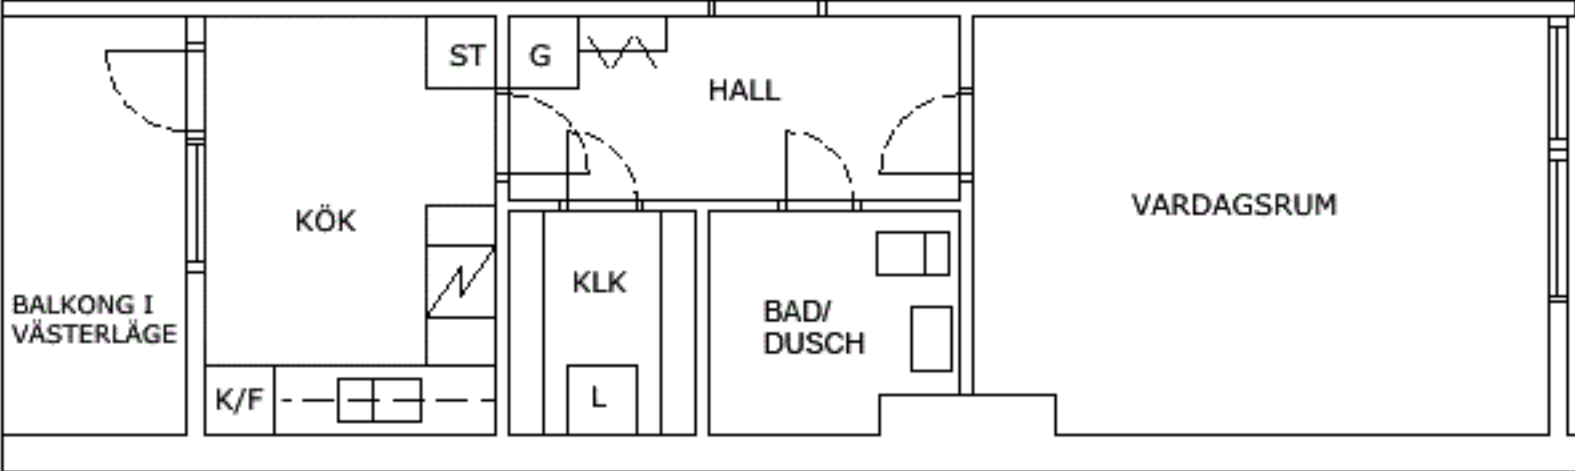 ST
G
HALL
KÖK
VARDAGSRUM
KLK
BALKONG I
VÄSTERLÄGE
BAD/
DUSCH
K/F
L